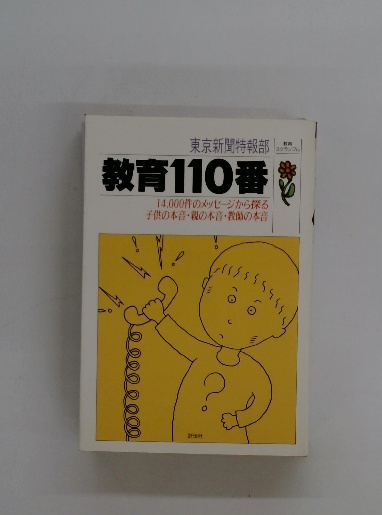 東京新聞特報部
教育
教育110番
14,000件のメッセージから探る
子供の本音・親の本音・教師の本音